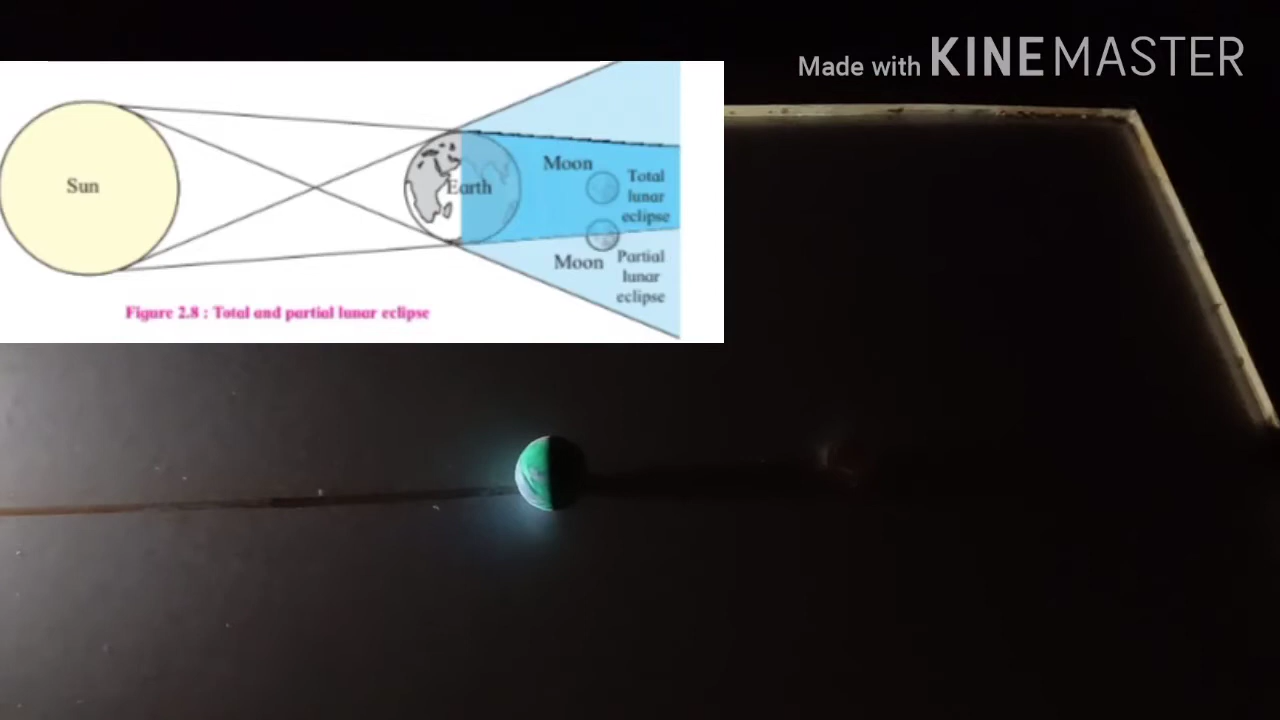 Made with KINEMASTER
Sun
Earth
Moon
Total
lunar
eclipse
Moon
Partial
lunar
eclipse
Figure 2.8 : Total and partial lunar eclipse